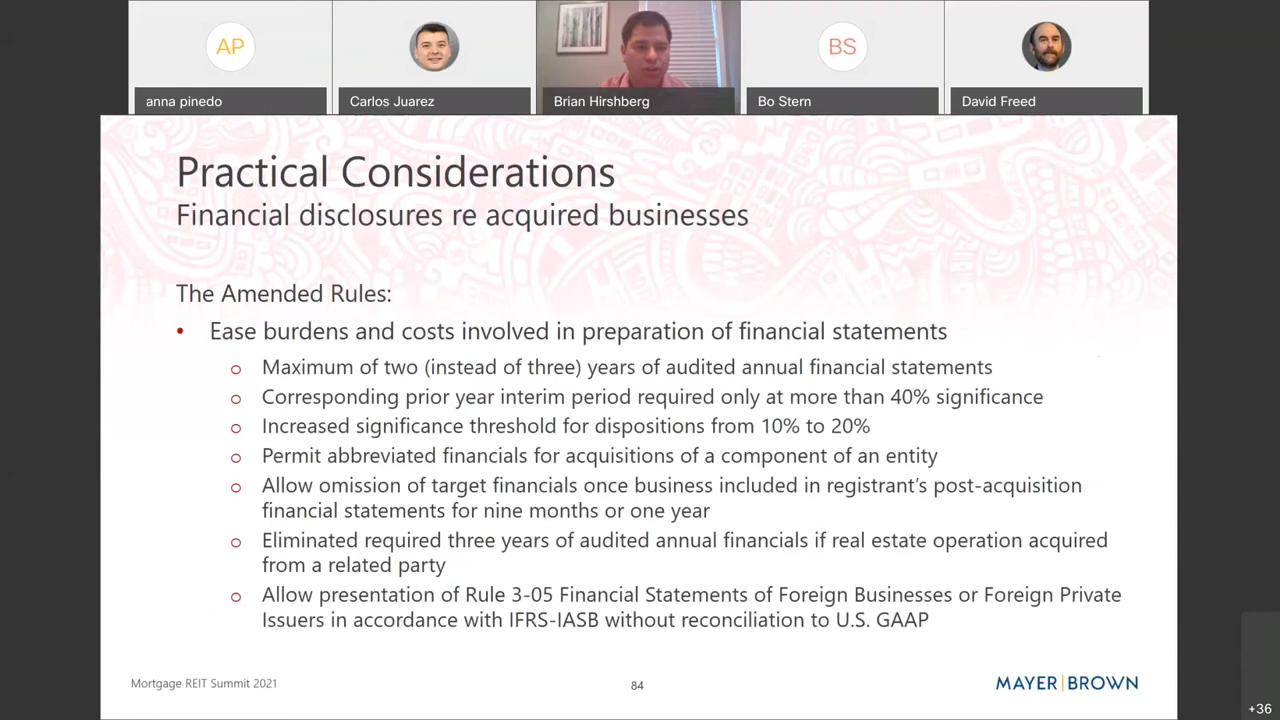 AP
BS
anna pinedo
Carlos Juarez
Brian Hirshberg
Bo Stern
David Freed
Practical Considerations
Financial disclosures re acquired businesses
The Amended Rules:
• Ease burdens and costs involved in preparation of financial statements
o Maximum of two (instead of three) years of audited annual financial statements
o Corresponding prior year interim period required only at more than 40% significance
o Increased significance threshold for dispositions from 10% to 20%
o Permit abbreviated financials for acquisitions of a component of an entity
o Allow omission of target financials once business included in registrant’s post-acquisition
financial statements for nine months or one year
o Eliminated required three years of audited annual financials if real estate operation acquired
from a related party
o Allow presentation of Rule 3-05 Financial Statements of Foreign Businesses or Foreign Private
Issuers in accordance with IFRS-IASB without reconciliation to U.S. GAAP
Mortgage REIT Summit 2021
84
MAYER|BROWN
+36